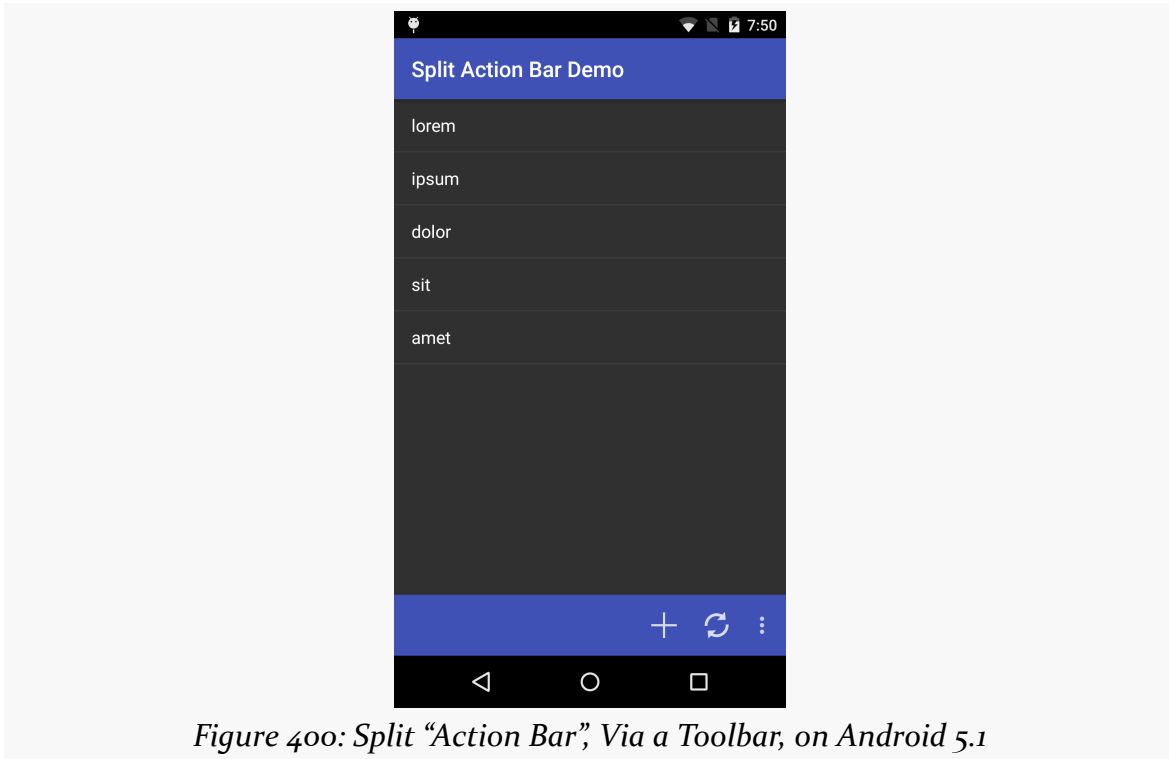 7:50
Split Action Bar Demo
lorem
ipsum
dolor
sit
amet
Figure 400: Split “Action Bar”, Via a Toolbar, on Android 5.1